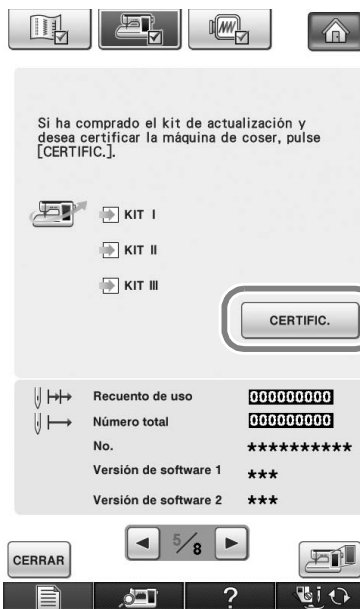 Si ha comprado el kit de actualización y
desea certificar la máquina de coser, pulse
[CERTIFIC.].
KIT I
KIT II
KIT III
CERTIFIC.
Recuento de uso 000000000
Número total 000000000
No. **********
Versión de software 1 ***
Versión de software 2 ***
CERRAR
5/8
?